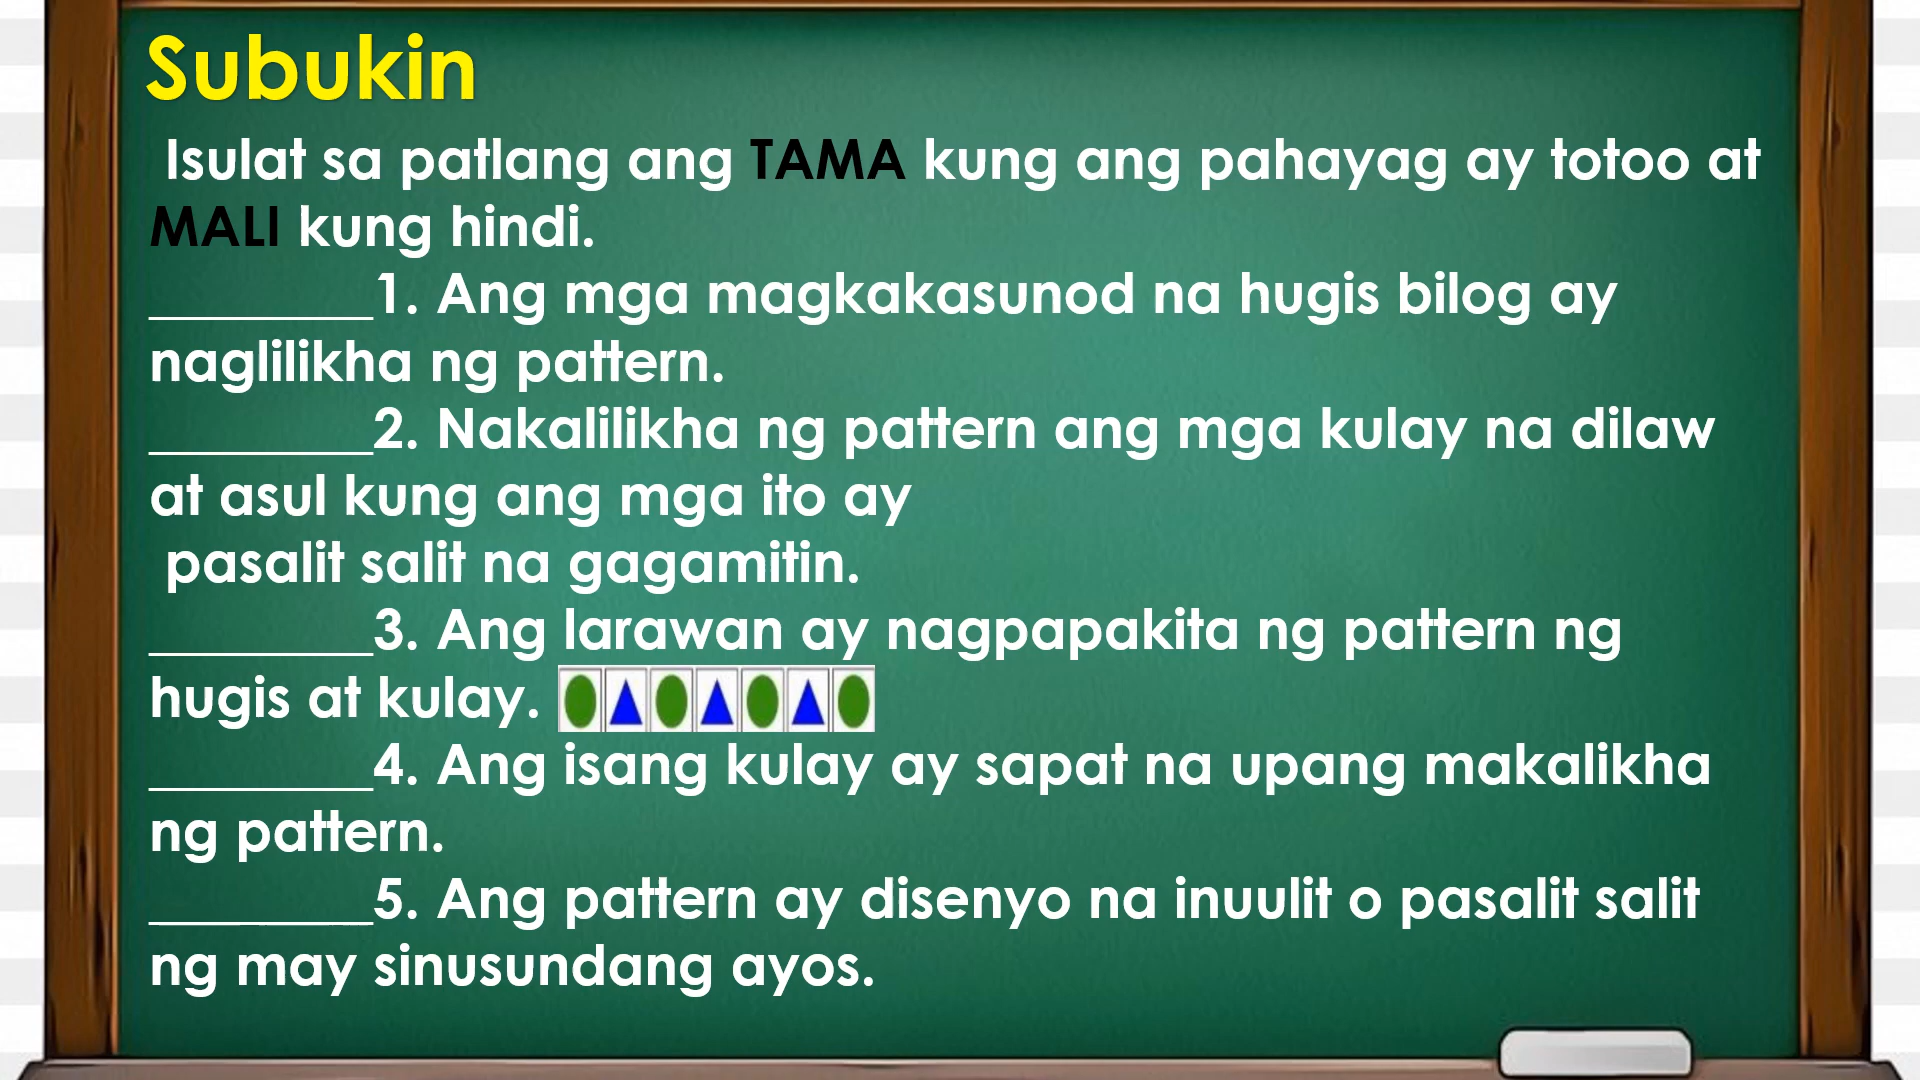 Subukin
Isulat sa patlang ang TAMA kung ang pahayag ay totoo at
MALI kung hindi.
________1. Ang mga magkakasunod na hugis bilog ay
naglilikha ng pattern.
________2. Nakalilikha ng pattern ang mga kulay na dilaw
at asul kung ang mga ito ay
pasalit salit na gagamitin.
________3. Ang larawan ay nagpapakita ng pattern ng
hugis at kulay.
________4. Ang isang kulay ay sapat na upang makalikha
ng pattern.
________5. Ang pattern ay disenyo na inuulit o pasalit salit
ng may sinusundang ayos.